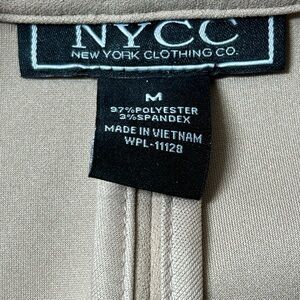 NYCC
NEW YORK CLOTHING CO.
M
97%POLYESTER
3%SPANDEX
MADE IN VIETNAM
WPL-11128